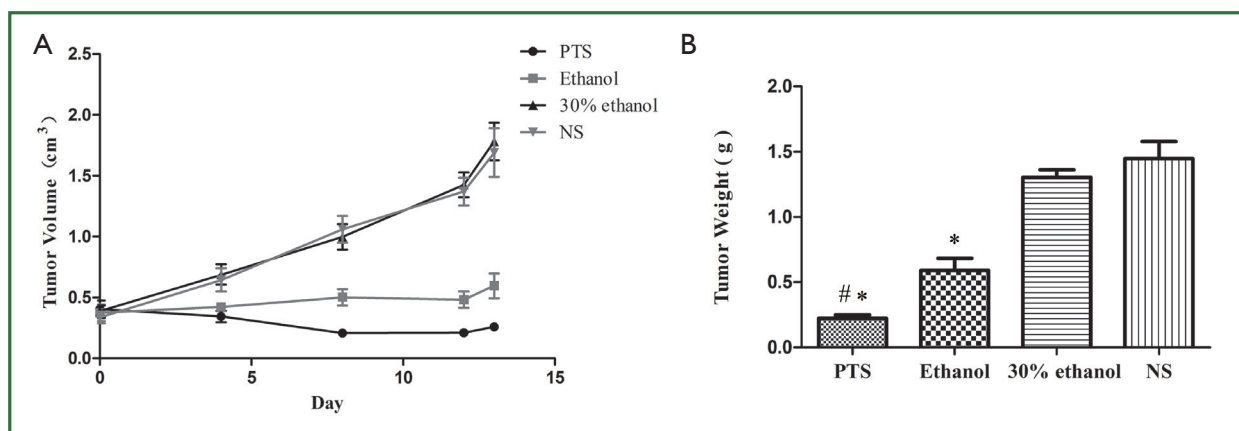 A
PTS
Ethanol
30% ethanol
NS
Tumor Volume (cm³)
2.5
2.0
1.5
1.0
0.5
0.0
0
5
10
15
Day
B
Tumor Weight ( g )
2.0
1.5
1.0
0.5
0.0
# *
*
PTS
Ethanol
30% ethanol
NS